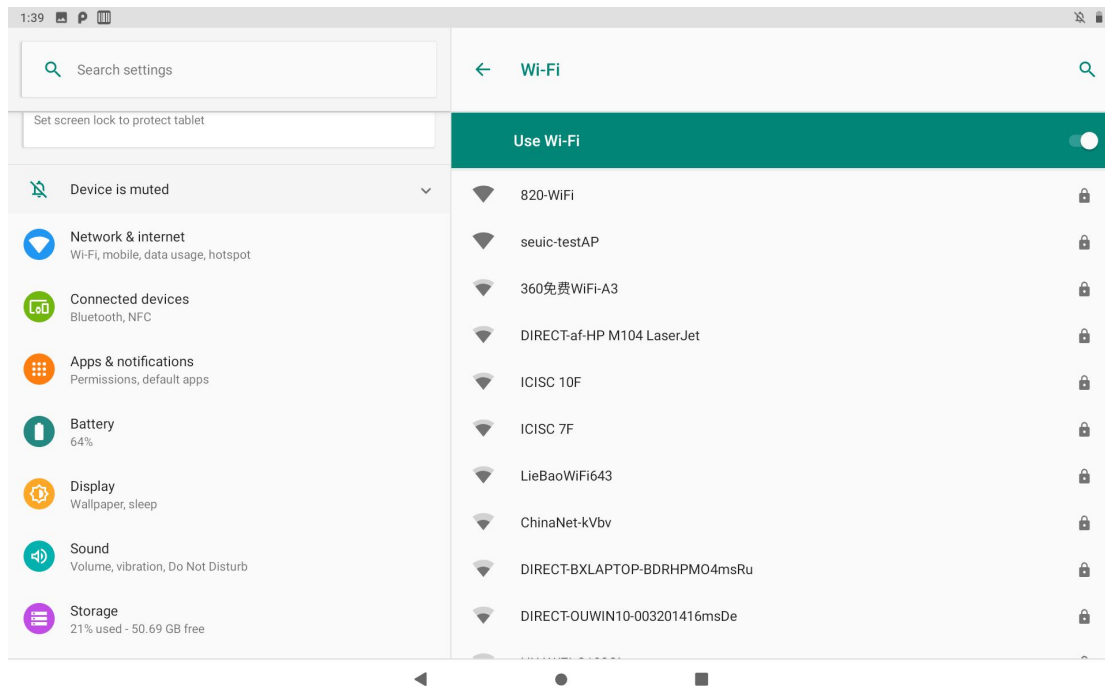 1:39
Search settings
Set screen lock to protect tablet
Device is muted
Network & internet
Wi-Fi, mobile, data usage, hotspot
Connected devices
Bluetooth, NFC
Apps & notifications
Permissions, default apps
Battery
64%
Display
Wallpaper, sleep
Sound
Volume, vibration, Do Not Disturb
Storage
21% used - 50.69 GB free
Wi-Fi
Use Wi-Fi
820-WiFi
seuic-testAP
360免费WiFi-A3
DIRECT-af-HP M104 LaserJet
ICISC 10F
ICISC 7F
LieBaoWiFi643
ChinaNet-kVbv
DIRECT-BXLAPTOP-BDRHPMO4msRu
DIRECT-OUWIN10-003201416msDe